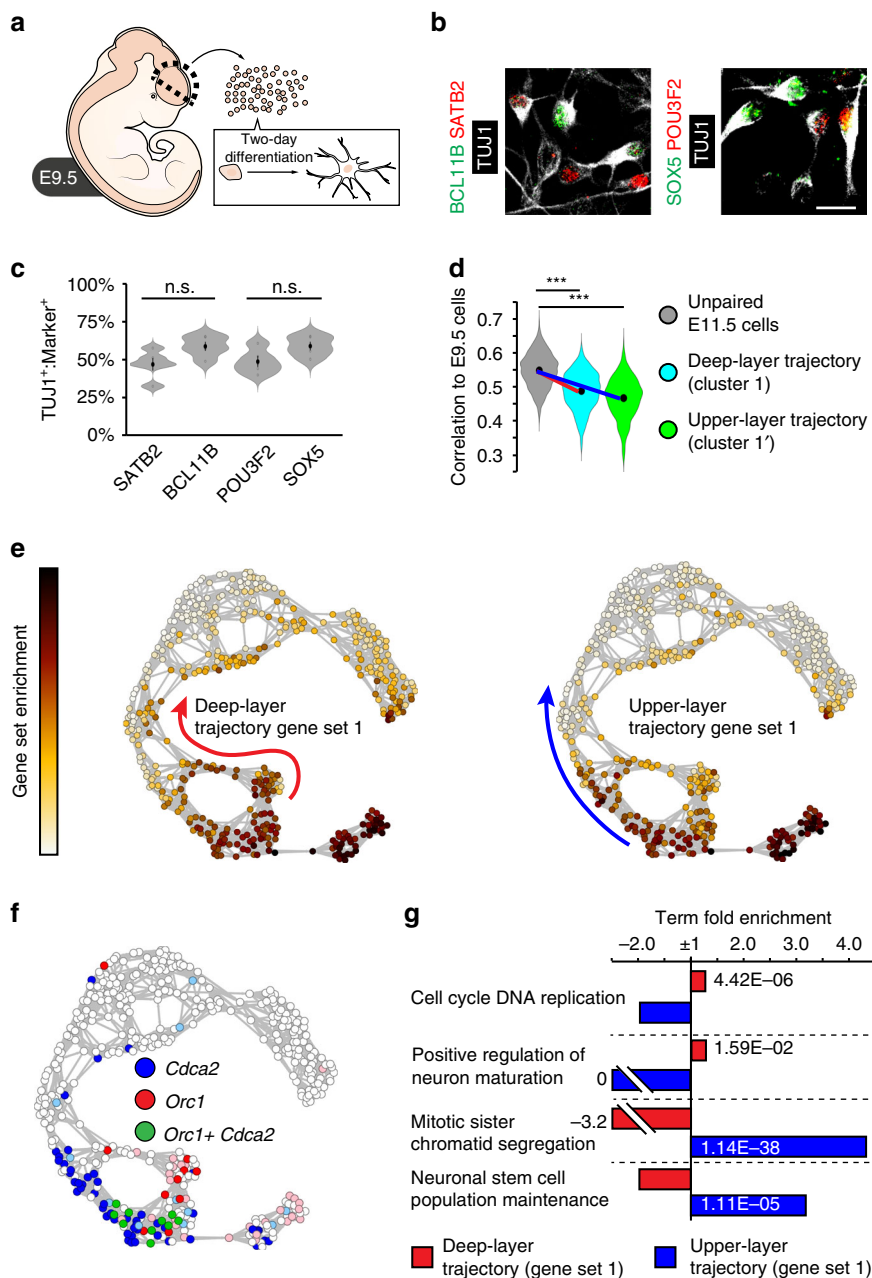 a
E9.5
Two-day
differentiation
b
BCL11B SATB2
TUJ1
SOX5 POU3F2
TUJ1
c
TUJ1+:Marker+
100%
75%
50%
25%
0%
n.s.
n.s.
SATB2
BCL11B
POU3F2
SOX5
d
Correlation to E9.5 cells
0.7
0.6
0.5
0.4
0.3
***
***
Unpaired
E11.5 cells
Deep-layer trajectory
(cluster 1)
Upper-layer trajectory
(cluster 1′)
e
Gene set enrichment
Deep-layer
trajectory gene set 1
Upper-layer
trajectory gene set 1
f
Cdca2
Orc1
Orc1+ Cdca2
g
Term fold enrichment
−2.0 ±1 2.0 3.0 4.0
Cell cycle DNA replication
4.42E−06
Positive regulation of
neuron maturation
1.59E−02
0
Mitotic sister
chromatid segregation
−3.2
1.14E−38
Neuronal stem cell
population maintenance
1.11E−05
Deep-layer
trajectory (gene set 1)
Upper-layer
trajectory (gene set 1)